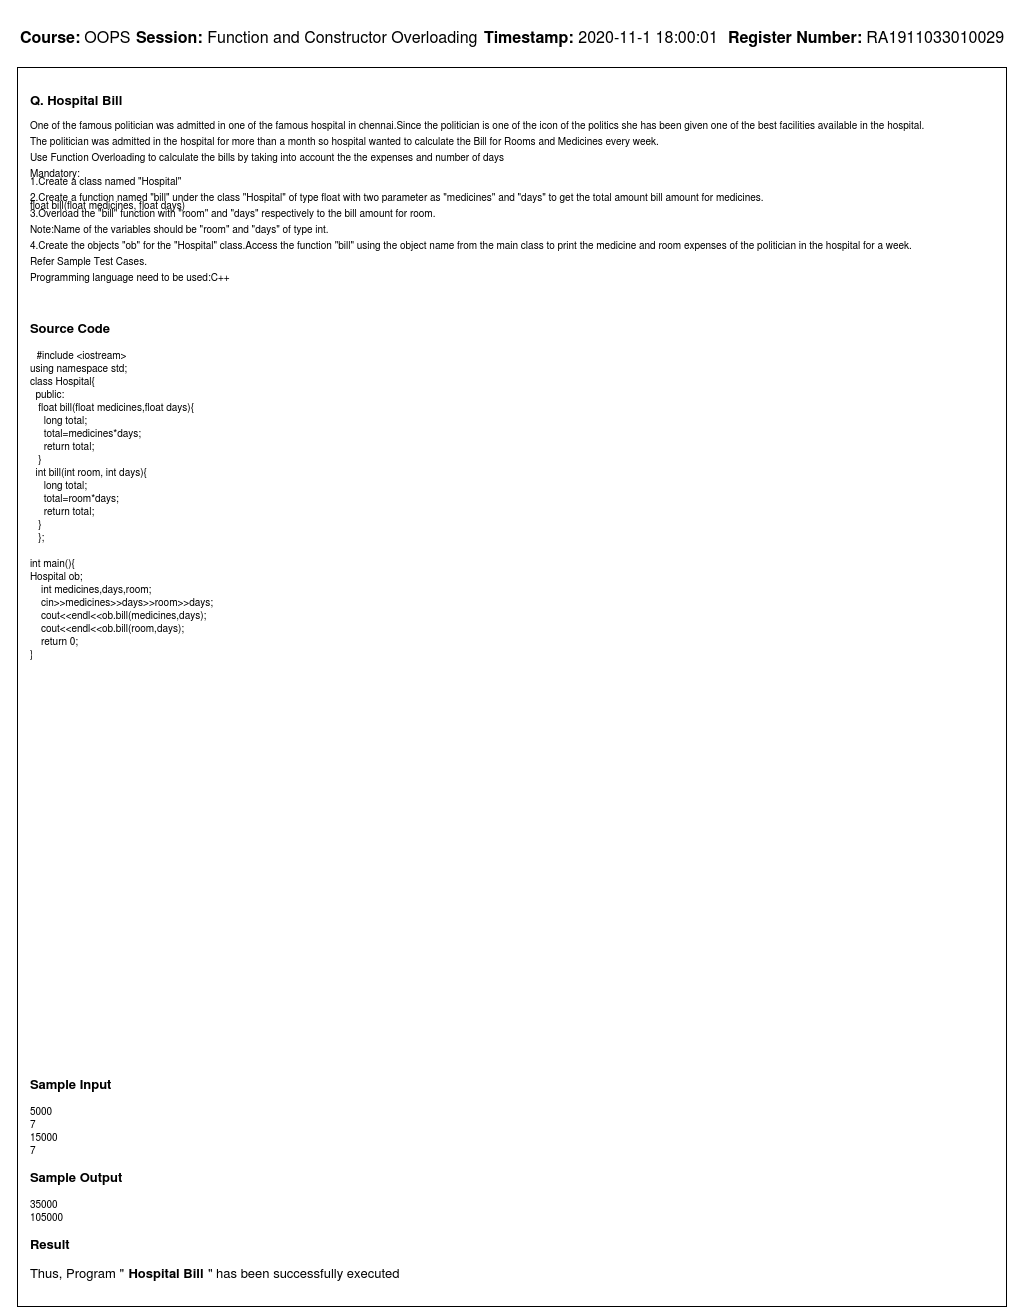 Course: OOPS Session: Function and Constructor Overloading Timestamp: 2020-11-1 18:00:01 Register Number: RA1911033010029
Q. Hospital Bill
One of the famous politician was admitted in one of the famous hospital in chennai.Since the politician is one of the icon of the politics she has been given one of the best facilities available in the hospital.
The politician was admitted in the hospital for more than a month so hospital wanted to calculate the Bill for Rooms and Medicines every week.
Use Function Overloading to calculate the bills by taking into account the the expenses and number of days
Mandatory:
1.Create a class named "Hospital"
2.Create a function named "bill" under the class "Hospital" of type float with two parameter as "medicines" and "days" to get the total amount bill amount for medicines.
float bill(float medicines, float days)
3.Overload the "bill" function with "room" and "days" respectively to the bill amount for room.
Note:Name of the variables should be "room" and "days" of type int.
4.Create the objects "ob" for the "Hospital" class.Access the function "bill" using the object name from the main class to print the medicine and room expenses of the politician in the hospital for a week.
Refer Sample Test Cases.
Programming language need to be used:C++
Source Code
#include <iostream>
using namespace std;
class Hospital{
public:
float bill(float medicines,float days){
long total;
total=medicines*days;
return total;
}
int bill(int room, int days){
long total;
total=room*days;
return total;
}
};
int main(){
Hospital ob;
int medicines,days,room;
cin>>medicines>>days>>room>>days;
cout<<endl<<ob.bill(medicines,days);
cout<<endl<<ob.bill(room,days);
return 0;
}
Sample Input
5000
7
15000
7
Sample Output
35000
105000
Result
Thus, Program " Hospital Bill " has been successfully executed